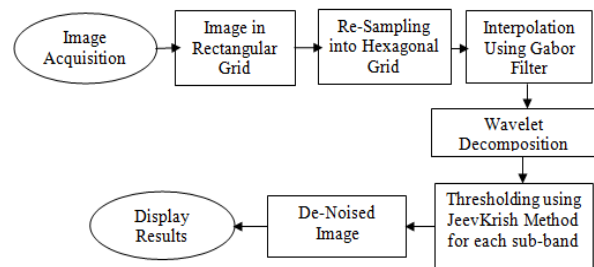 Image
Acquisition
Image in
Rectangular
Grid
Re-Sampling
into Hexagonal
Grid
Interpolation
Using Gabor
Filter
Wavelet
Decomposition
Thresholding using
JeevKrish Method
for each sub-band
De-Noised
Image
Display
Results